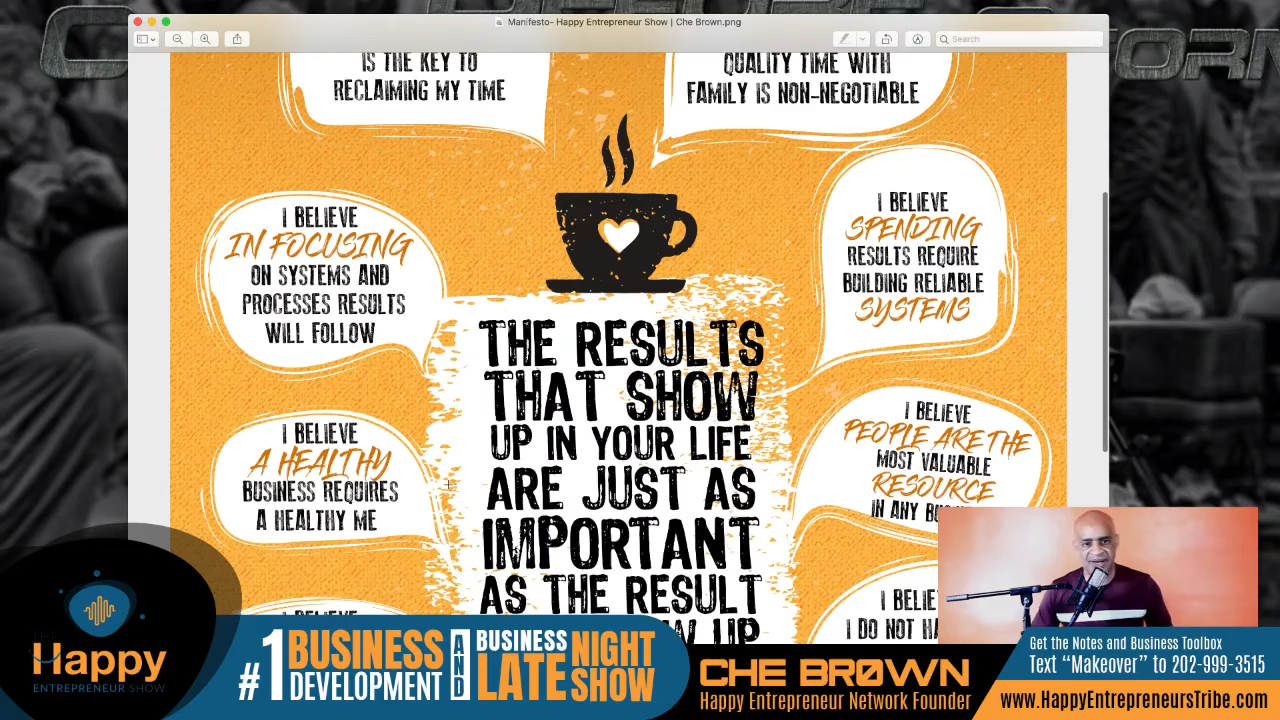 Manifesto- Happy Entrepreneur Show | Che Brown.png
Search
IS THE KEY TO
RECLAIMING MY TIME
QUALITY TIME WITH
FAMILY IS NON-NEGOTIABLE
I BELIEVE
IN FOCUSING
ON SYSTEMS AND
PROCESSES RESULTS
WILL FOLLOW
I BELIEVE
SPENDING
RESULTS REQUIRE
BUILDING RELIABLE
SYSTEMS
THE RESULTS
THAT SHOW
UP IN YOUR LIFE
ARE JUST AS
IMPORTANT
AS THE RESULT
I BELIEVE
A HEALTHY
BUSINESS REQUIRES
A HEALTHY ME
I BELIEVE
PEOPLE ARE THE
MOST VALUABLE
RESOURCE
IN ANY
I DO NOT
THE
Happy
ENTREPRENEUR SHOW
#1 BUSINESS DEVELOPMENT AND BUSINESS LATE NIGHT SHOW
CHE BROWN
Happy Entrepreneur Network Founder
Get the Notes and Business Toolbox
Text “Makeover” to 202-999-3515
www.HappyEntrepreneursTribe.com